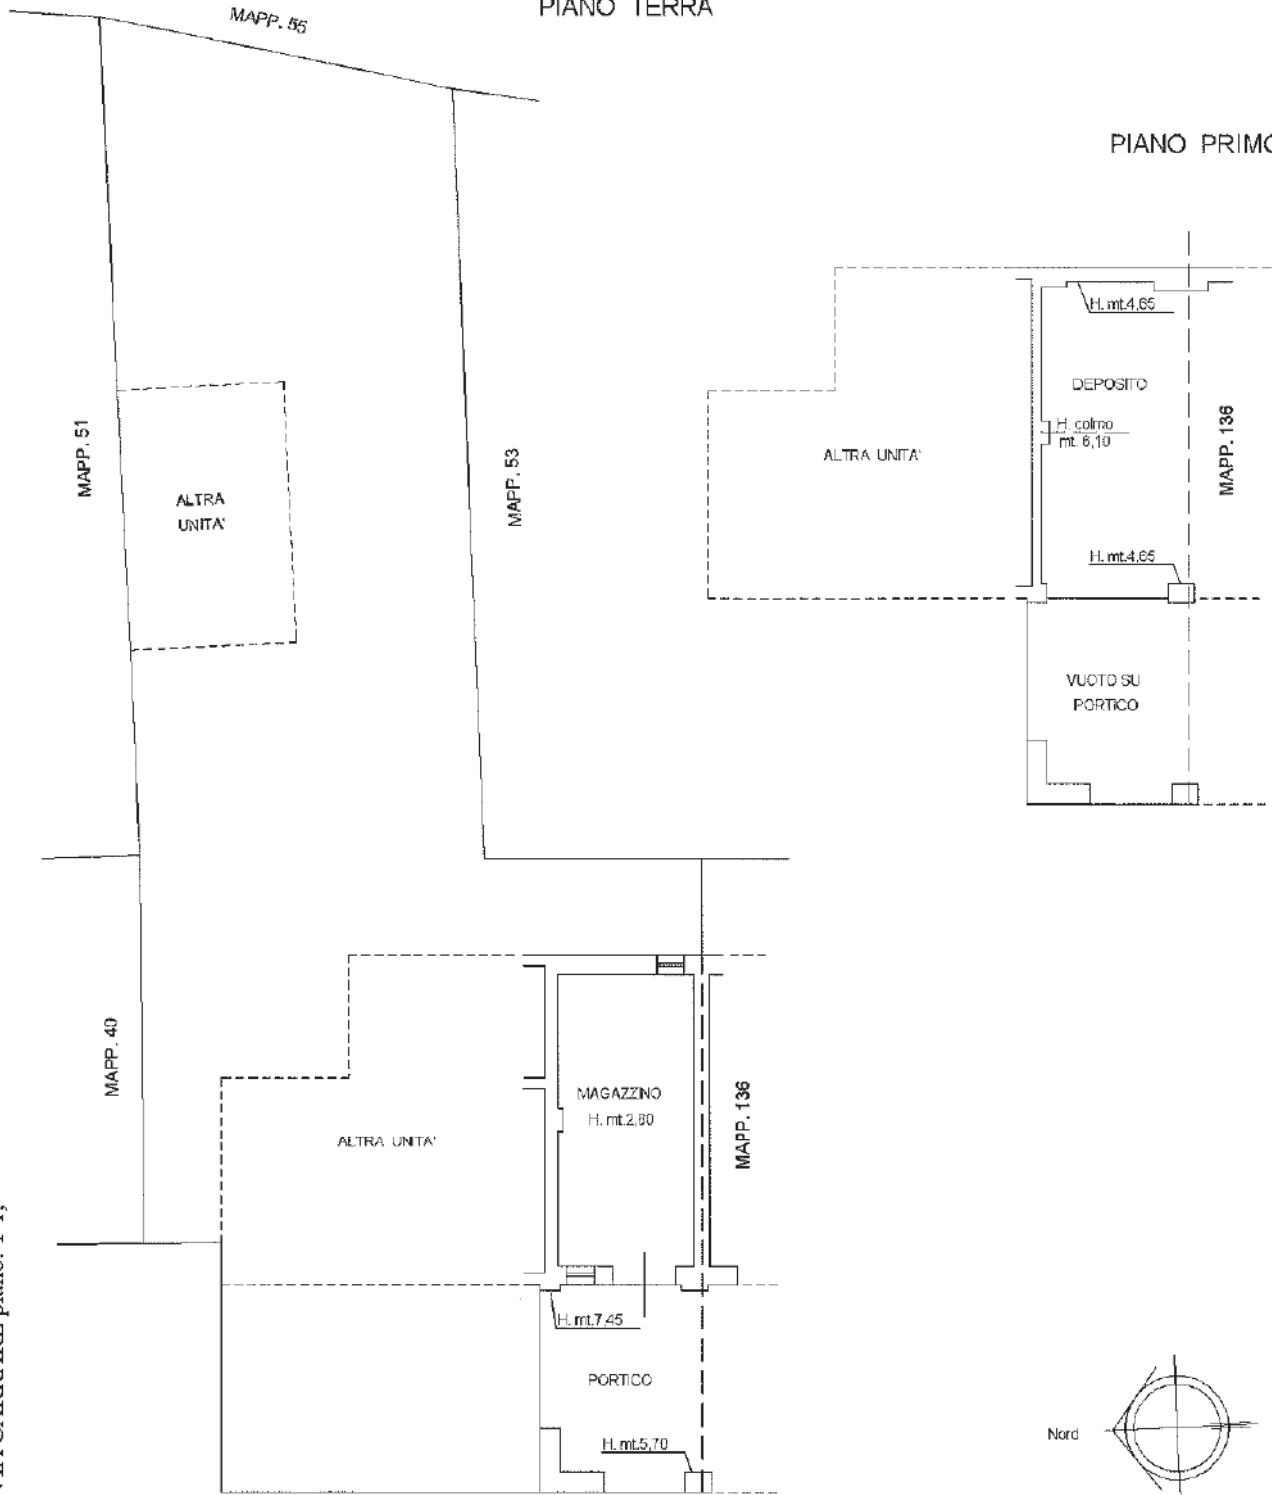 PIANO TERRA
MAPP. 55
PIANO PRIMO
H. mt.4,65
DEPOSITO
MAPP. 51
MAPP. 53
MAPP. 136
H. colmo
mt. 6,10
ALTRA UNITA'
ALTRA
UNITA'
H. mt.4,65
VUOTO SU
PORTICO
MAPP. 40
MAGAZZINO
H. mt.2,80
MAPP. 136
ALTRA UNITA'
H. mt.7,45
PORTICO
H. mt.5,70
Nord
piano: T-1;